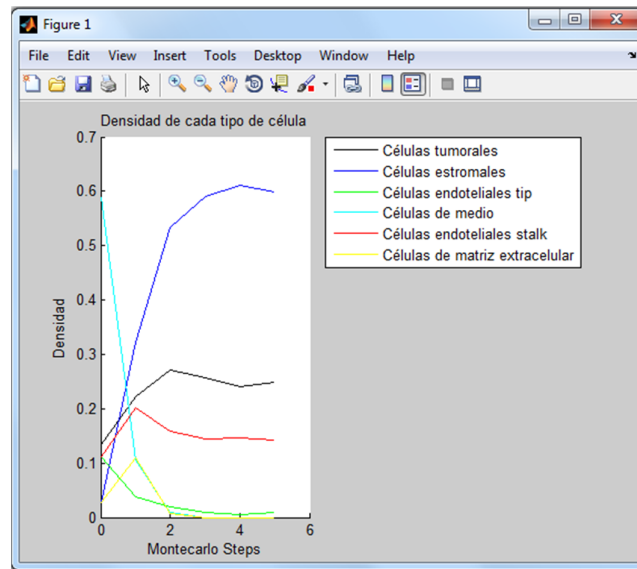 Figure 1
File Edit View Insert Tools Desktop Window Help
Densidad de cada tipo de célula
0.7
0.6
0.5
0.4
0.3
0.2
0.1
0
0 2 4 6
Densidad
Montecarlo Steps
Células tumorales
Células estromales
Células endoteliales tip
Células de medio
Células endoteliales stalk
Células de matriz extracelular